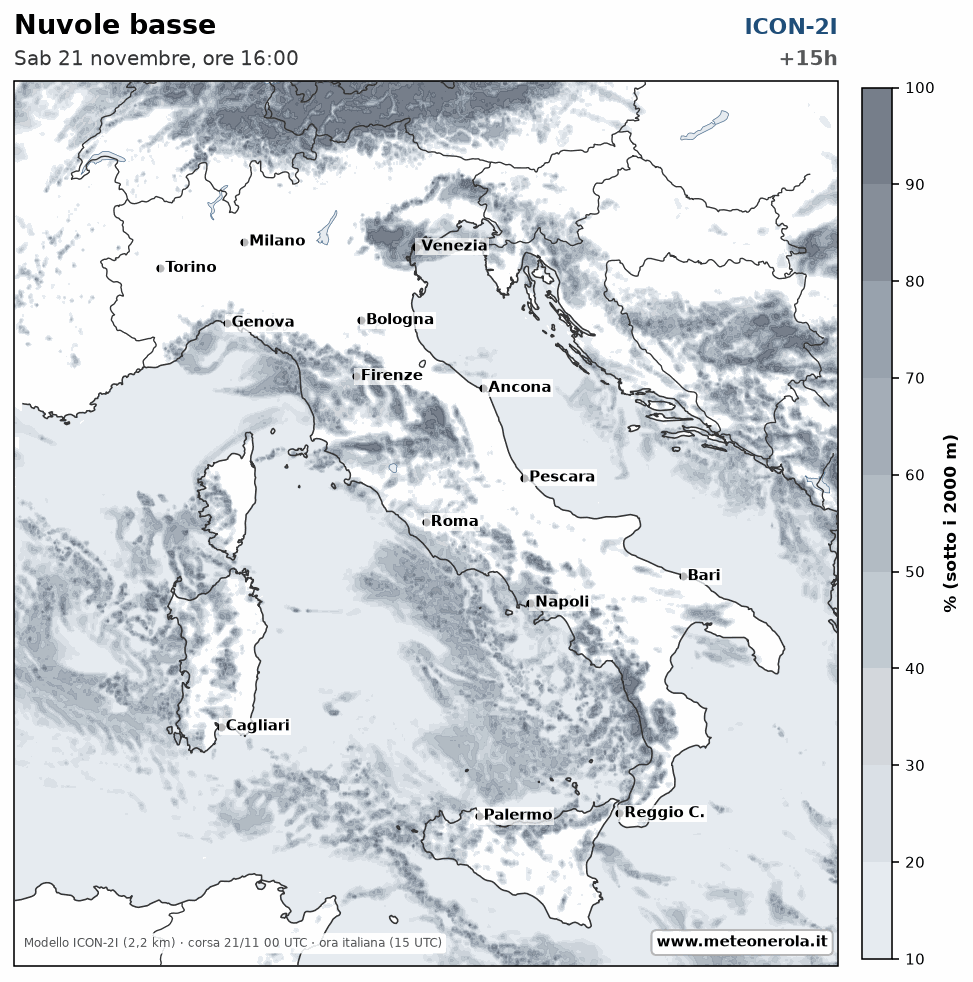 Nuvole basse
ICON-2I
Sab 21 novembre, ore 16:00
+15h
100
90
80
70
60
50
40
30
20
10
% (sotto i 2000 m)
Milano
Venezia
Torino
Genova
Bologna
Firenze
Ancona
Pescara
Roma
Bari
Napoli
Cagliari
Palermo
Reggio C.
Modello ICON-2I (2,2 km) · corsa 21/11 00 UTC · ora italiana (15 UTC)
www.meteonerola.it